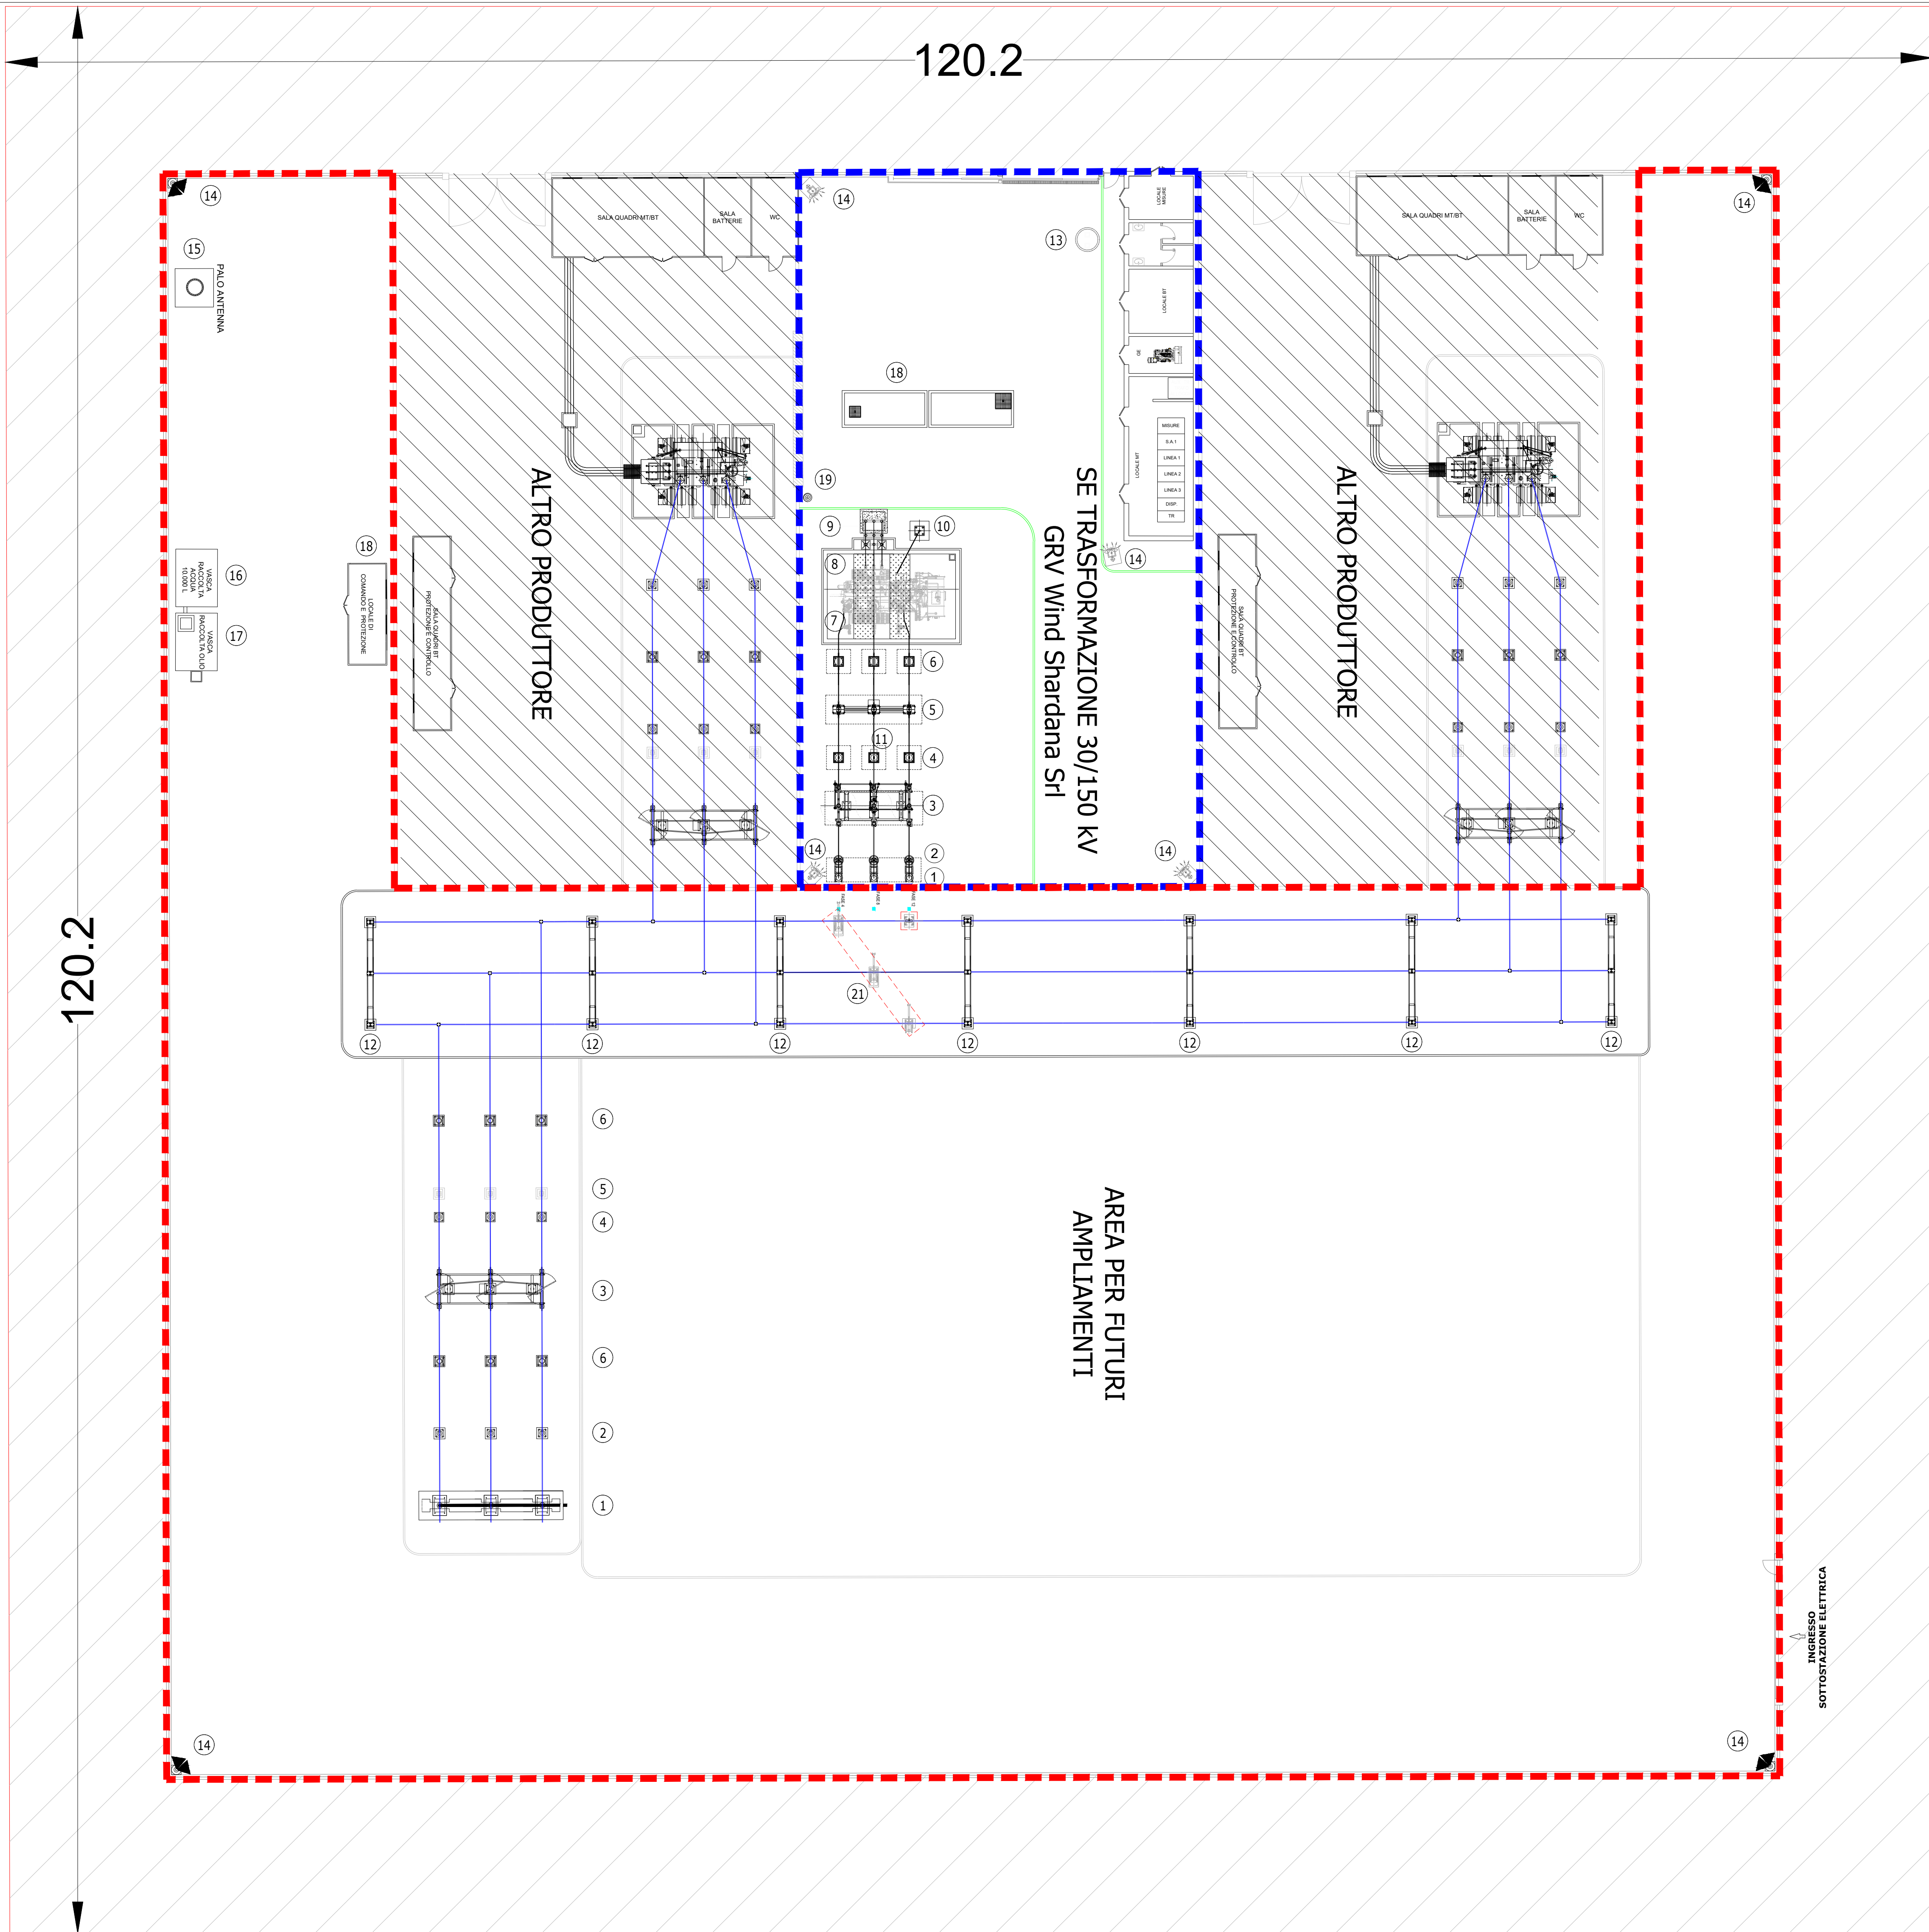 120.2
120.2
14
14
14
15
PALO ANTENNA
SALA QUADRI MT/BT
SALA
BATTERIE
WC
13
LOCALE
MISURE
LOCALE BT
GE
LOCALE MT
MISURE
S.A.1
LINEA 1
LINEA 2
LINEA 3
DISP.
TR
SALA QUADRI MT/BT
SALA
BATTERIE
WC
18
19
9
10
8
7
6
5
11
4
3
14
2
1
14
14
ALTRO PRODUTTORE
SE TRASFORMAZIONE 30/150 kV
GRV Wind Shardana Srl
ALTRO PRODUTTORE
16
VASCA
RACCOLTA
ACQUA
10.000 L
17
VASCA
RACCOLTA OLIO
18
LOCALE DI
COMANDO E PROTEZIONE
SALA QUADRI BT
PROTEZIONE E CONTROLLO
SALA QUADRI BT
PROTEZIONE E CONTROLLO
FASE 4
FASE 8
FASE 12
21
12
12
12
12
12
12
12
6
5
4
3
6
2
1
AREA PER FUTURI
AMPLIAMENTI
INGRESSO
SOTTOSTAZIONE ELETTRICA
14
14